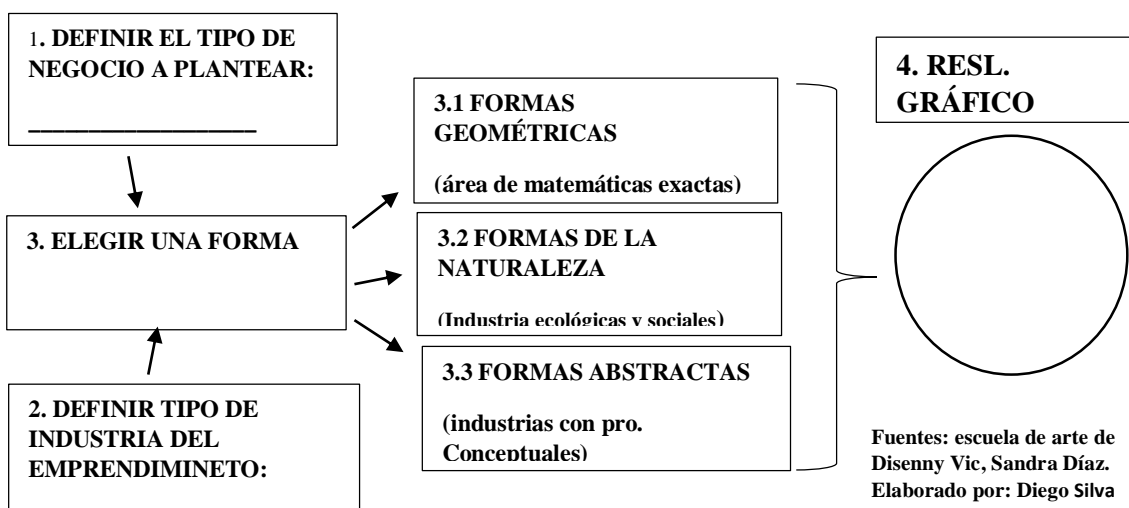 1. DEFINIR EL TIPO DE
NEGOCIO A PLANTEAR:
___________________
3. ELEGIR UNA FORMA
2. DEFINIR TIPO DE
INDUSTRIA DEL
EMPRENDIMINETO:
3.1 FORMAS
GEOMÉTRICAS
(área de matemáticas exactas)
3.2 FORMAS DE LA
NATURALEZA
(Industria ecológicas y sociales)
3.3 FORMAS ABSTRACTAS
(industrias con pro.
Conceptuales)
4. RESL.
GRÁFICO
Fuentes: escuela de arte de
Disenny Vic, Sandra Díaz.
Elaborado por: Diego Silva